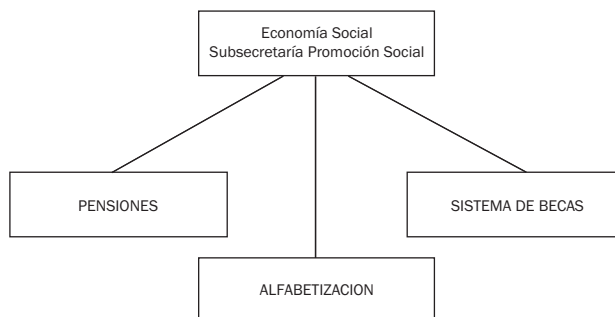 Economía Social
Subsecretaría Promoción Social
PENSIONES
SISTEMA DE BECAS
ALFABETIZACION